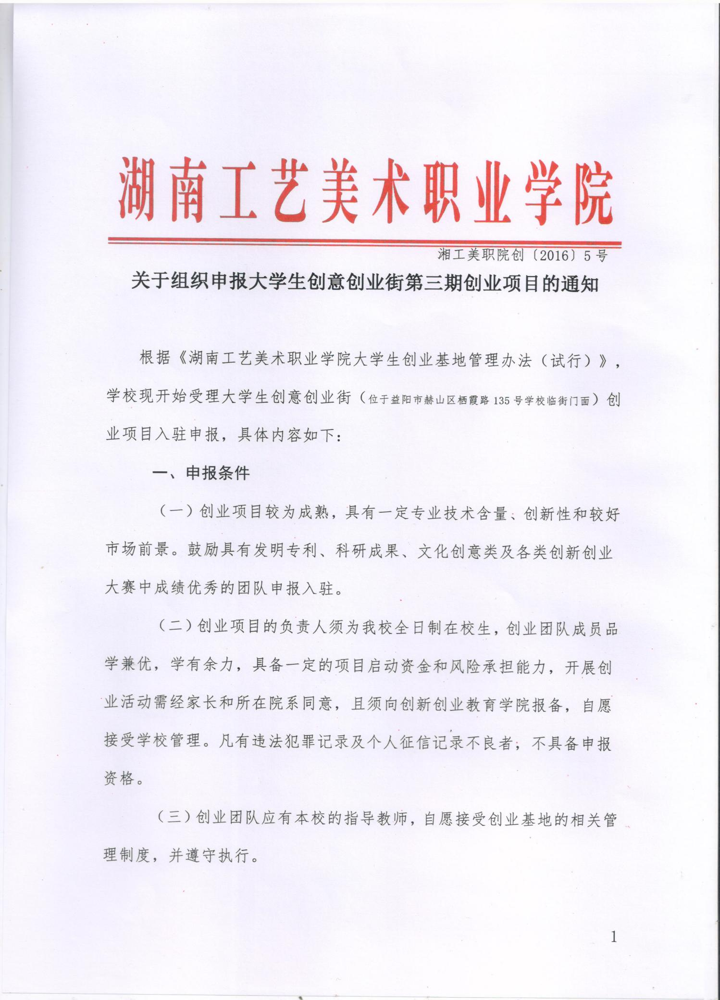 湖南工艺美术职业学院
湘工美职院创〔2016〕5号
关于组织申报大学生创意创业街第三期创业项目的通知
根据《湖南工艺美术职业学院大学生创业基地管理办法（试行）》，
学校现开始受理大学生创意创业街（位于益阳市赫山区栖霞路135号学校临街门面）创
业项目入驻申报，具体内容如下：
一、申报条件
（一）创业项目较为成熟，具有一定专业技术含量、创新性和较好
市场前景。鼓励具有发明专利、科研成果、文化创意类及各类创新创业
大赛中成绩优秀的团队申报入驻。
（二）创业项目的负责人须为我校全日制在校生，创业团队成员品
学兼优，学有余力，具备一定的项目启动资金和风险承担能力，开展创
业活动需经家长和所在院系同意，且须向创新创业教育学院报备，自愿
接受学校管理。凡有违法犯罪记录及个人征信记录不良者，不具备申报
资格。
（三）创业团队应有本校的指导教师，自愿接受创业基地的相关管
理制度，并遵守执行。
1